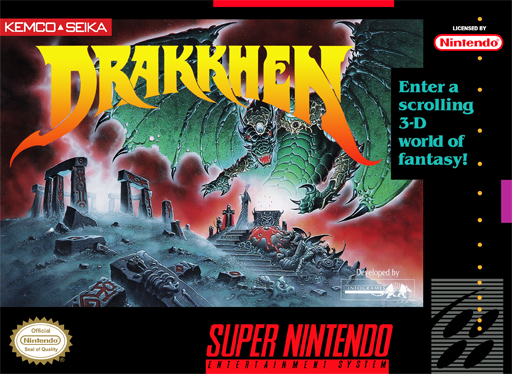 KEMCO▲SEIKA
DRAKKHEN
LICENSED BY
Nintendo
Enter a
scrolling
3-D
world of
fantasy!
Developed by
INFOGRAMES
Official
Nintendo
Seal of Quality
SUPER NINTENDO
ENTERTAINMENT SYSTEM